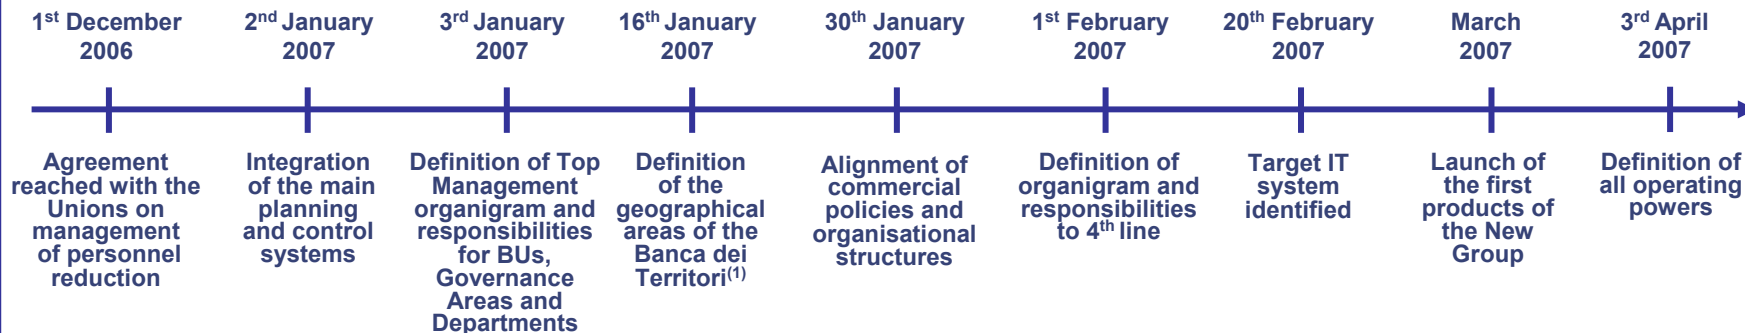 1st December
2006
2nd January
2007
3rd January
2007
16th January
2007
30th January
2007
1st February
2007
20th February
2007
March
2007
3rd April
2007
Agreement
reached with the
Unions on
management
of personnel
reduction
Integration
of the main
planning
and control
systems
Definition of Top
Management
organigram and
responsibilities
for BUs,
Governance
Areas and
Departments
Definition
of the
geographical
areas of the
Banca dei
Territori(1)
Alignment of
commercial
policies and
organisational
structures
Definition of
organigram and
responsibilities
to 4th line
Target IT
system
identified
Launch of
the first
products of
the New
Group
Definition of
all operating
powers